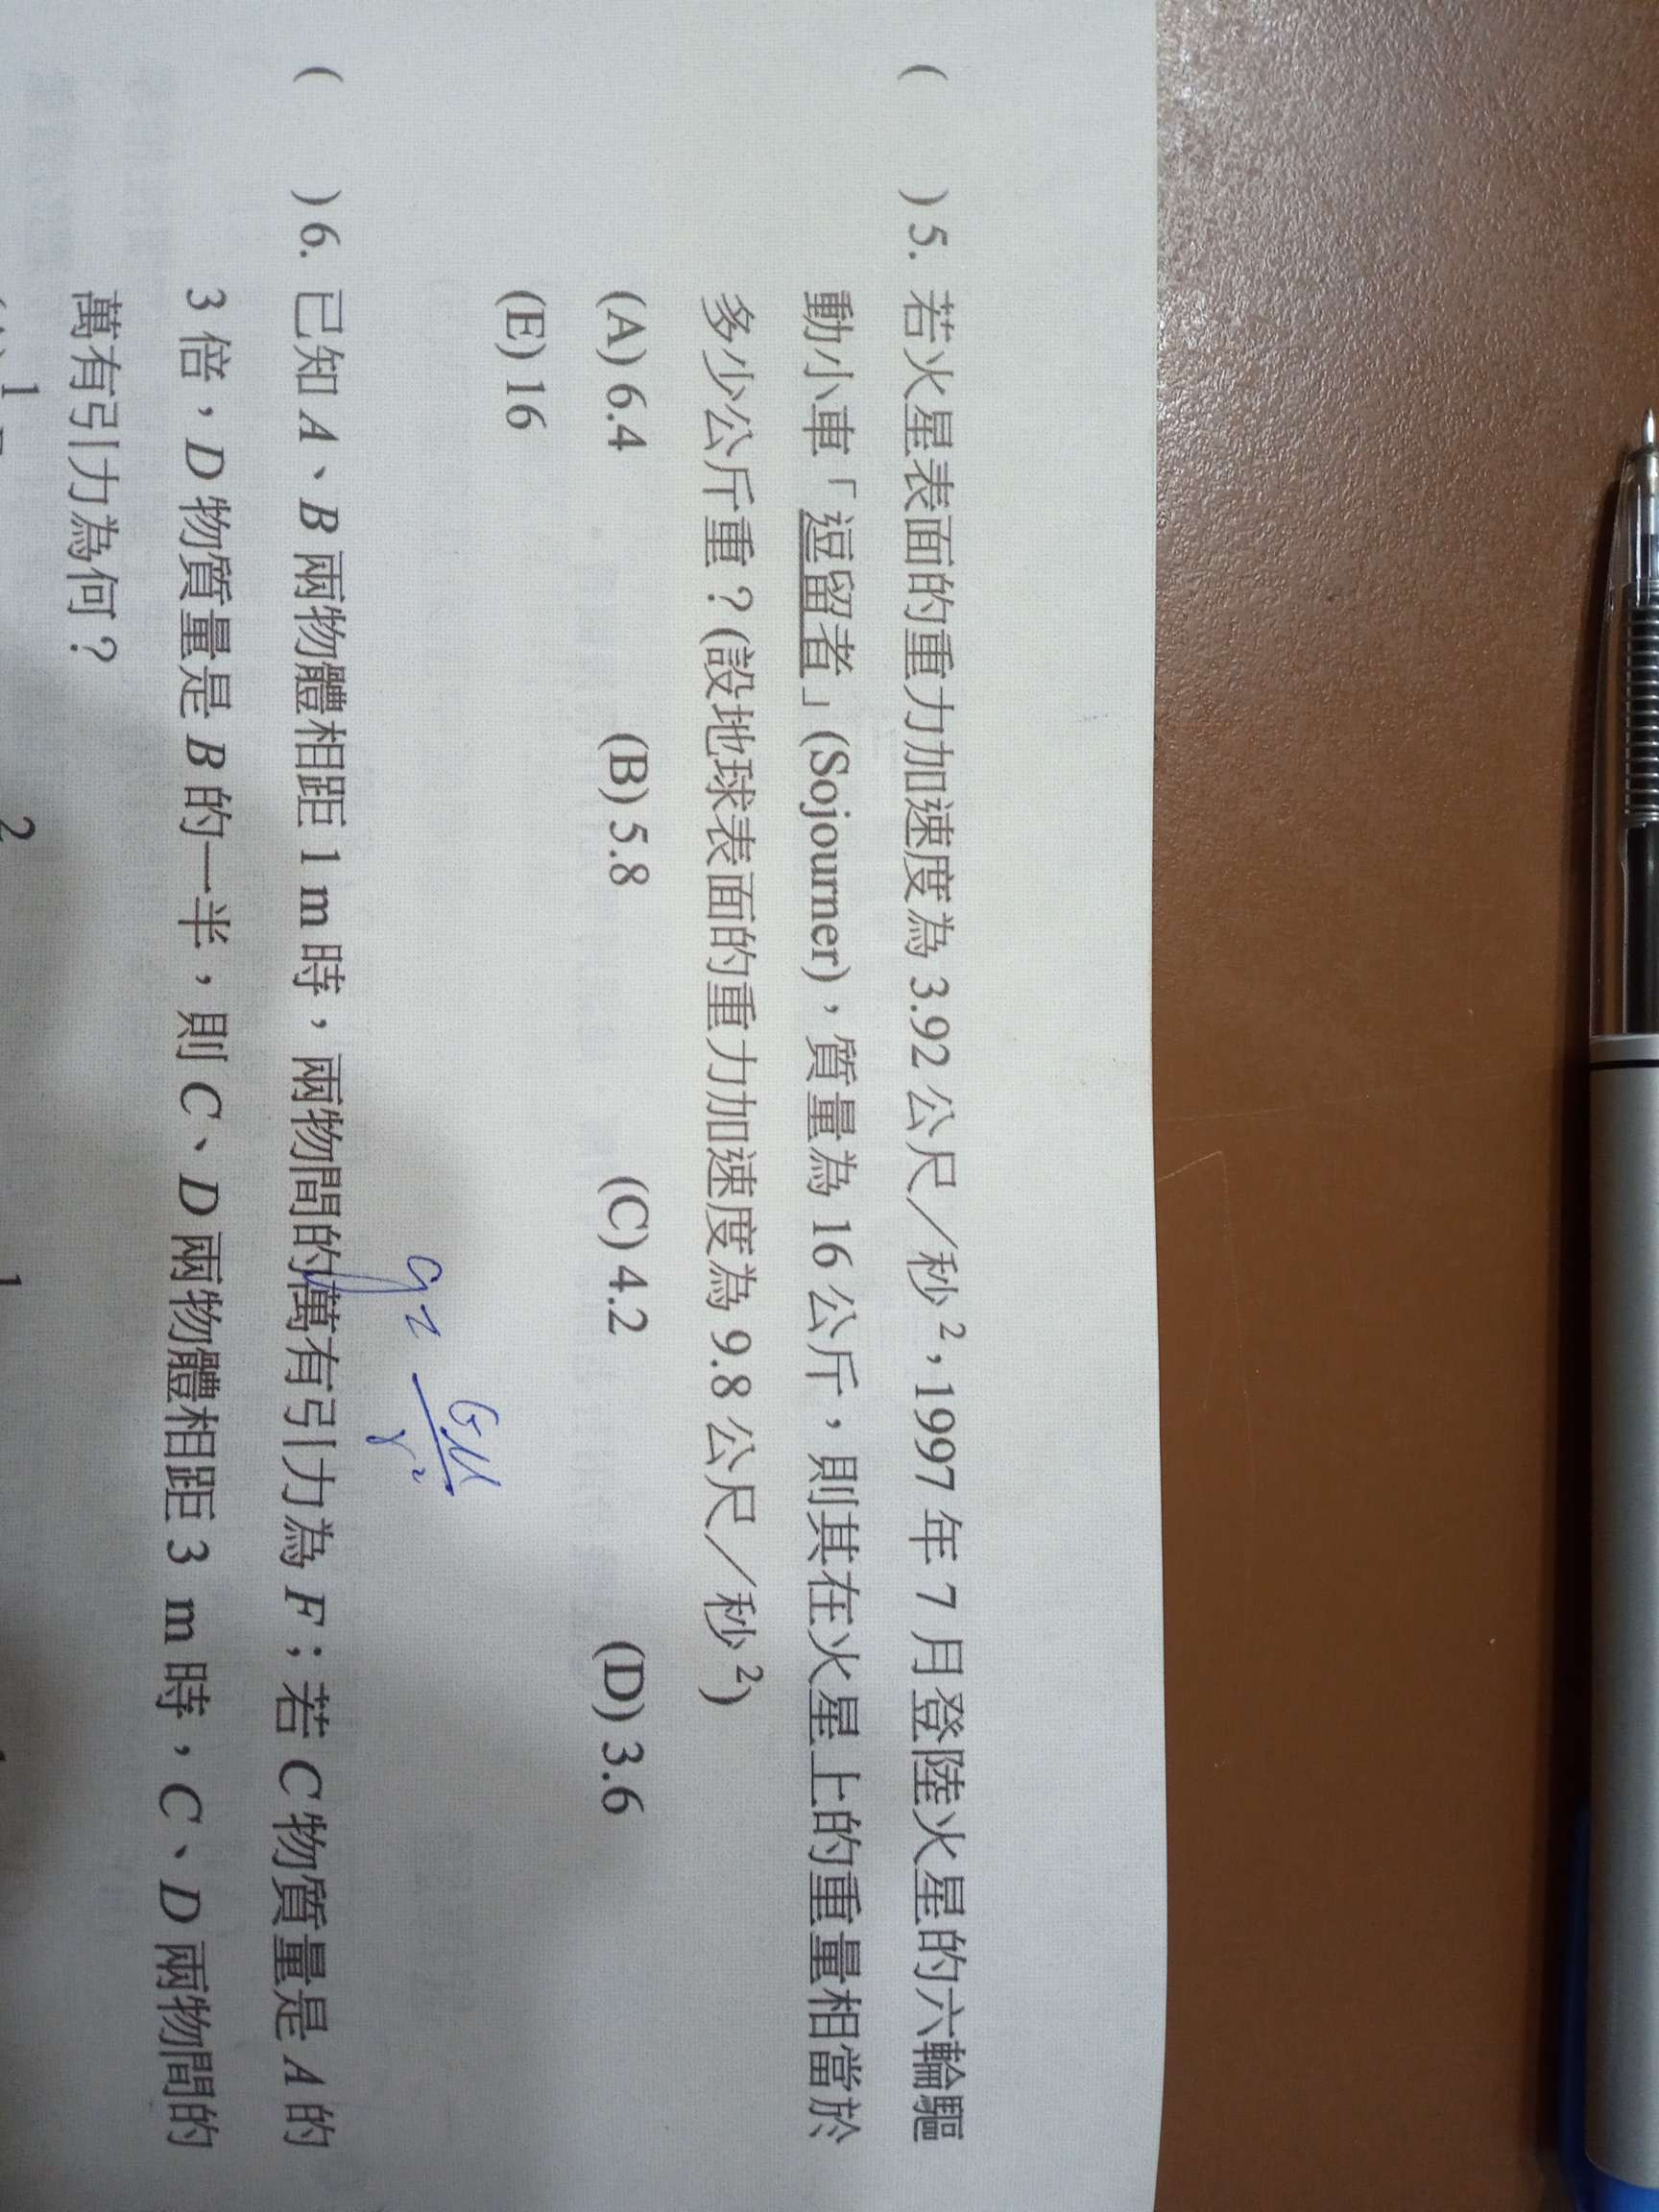 (　　) 5. 若火星表面的重力加速度為 3.92 公尺／秒²，1997 年 7 月登陸火星的六輪驅
動小車「逗留者」(Sojourner)，質量為 16 公斤，則其在火星上的重量相當於
多少公斤重？(設地球表面的重力加速度為 9.8 公尺／秒²)
(A) 6.4　(B) 5.8　(C) 4.2　(D) 3.6
(E) 16
g = GM/r²
(　　) 6. 已知 A、B 兩物體相距 1 m 時，兩物間的萬有引力為 F；若 C 物質量是 A 的
3 倍，D 物質量是 B 的一半，則 C、D 兩物體相距 3 m 時，C、D 兩物間的
萬有引力為何？